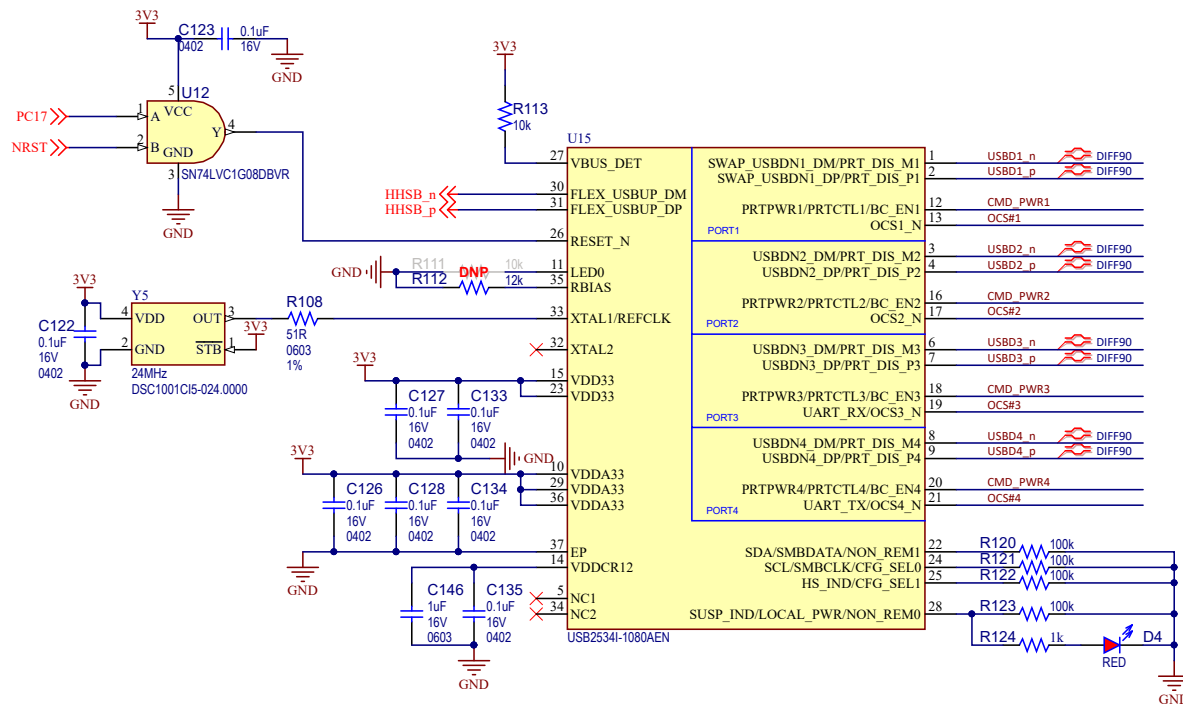 3V3
C123
0402
0.1uF
16V
GND
5
U12
VCC
PC17
1
A
Y
4
NRST
2
B
GND
3
SN74LVC1G08DBVR
GND
3V3
R113
10k
U15
27
VBUS_DET
HHSB_n
30
FLEX_USBUP_DM
HHSB_p
31
FLEX_USBUP_DP
26
RESET_N
GND
R111
DNP
10k
11
LED0
R112
12k
35
RBIAS
3V3
Y5
C122
0.1uF
16V
0402
4
VDD
OUT
3
2
GND
STB
1
3V3
24MHz
DSC1001CI5-024.0000
GND
R108
51R
0603
1%
33
XTAL1/REFCLK
32
XTAL2
3V3
15
VDD33
23
VDD33
C127
0.1uF
16V
0402
C133
0.1uF
16V
0402
GND
3V3
10
VDDA33
29
VDDA33
36
VDDA33
C126
0.1uF
16V
0402
C128
0.1uF
16V
0402
C134
0.1uF
16V
0402
GND
37
EP
14
VDDCR12
C146
1uF
16V
0603
C135
0.1uF
16V
0402
GND
5
NC1
34
NC2
USB2534I-1080AEN
SWAP_USBDN1_DM/PRT_DIS_M1
1
USBD1_n
DIFF90
SWAP_USBDN1_DP/PRT_DIS_P1
2
USBD1_p
DIFF90
PRTPWR1/PRTCTL1/BC_EN1
12
CMD_PWR1
OCS1_N
13
OCS#1
PORT1
USBDN2_DM/PRT_DIS_M2
3
USBD2_n
DIFF90
USBDN2_DP/PRT_DIS_P2
4
USBD2_p
DIFF90
PRTPWR2/PRTCTL2/BC_EN2
16
CMD_PWR2
OCS2_N
17
OCS#2
PORT2
USBDN3_DM/PRT_DIS_M3
6
USBD3_n
DIFF90
USBDN3_DP/PRT_DIS_P3
7
USBD3_p
DIFF90
PRTPWR3/PRTCTL3/BC_EN3
18
CMD_PWR3
UART_RX/OCS3_N
19
OCS#3
PORT3
USBDN4_DM/PRT_DIS_M4
8
USBD4_n
DIFF90
USBDN4_DP/PRT_DIS_P4
9
USBD4_p
DIFF90
PRTPWR4/PRTCTL4/BC_EN4
20
CMD_PWR4
UART_TX/OCS4_N
21
OCS#4
PORT4
SDA/SMBDATA/NON_REM1
22
R120
100k
SCL/SMBCLK/CFG_SEL0
24
R121
100k
HS_IND/CFG_SEL1
25
R122
100k
SUSP_IND/LOCAL_PWR/NON_REM0
28
R123
100k
R124
1k
D4
RED
GND